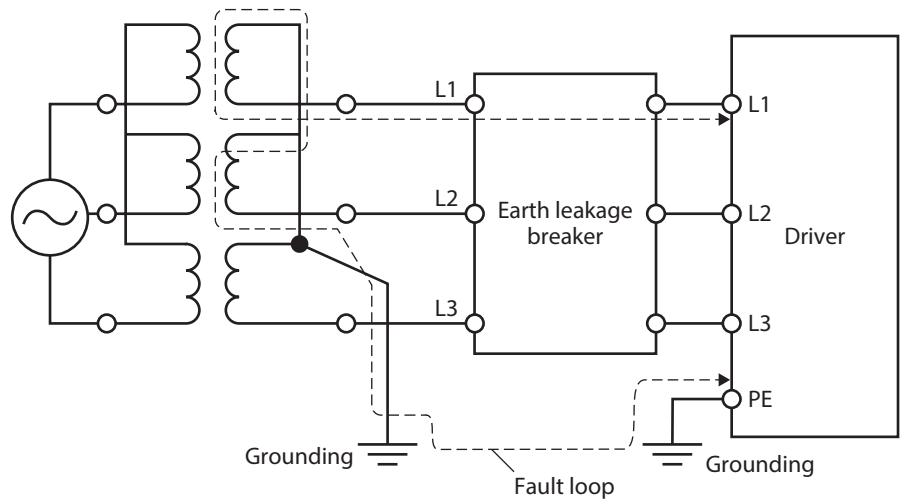 L1
L1
L2
Earth leakage
breaker
L2
Driver
L3
L3
PE
Grounding
Grounding
Fault loop